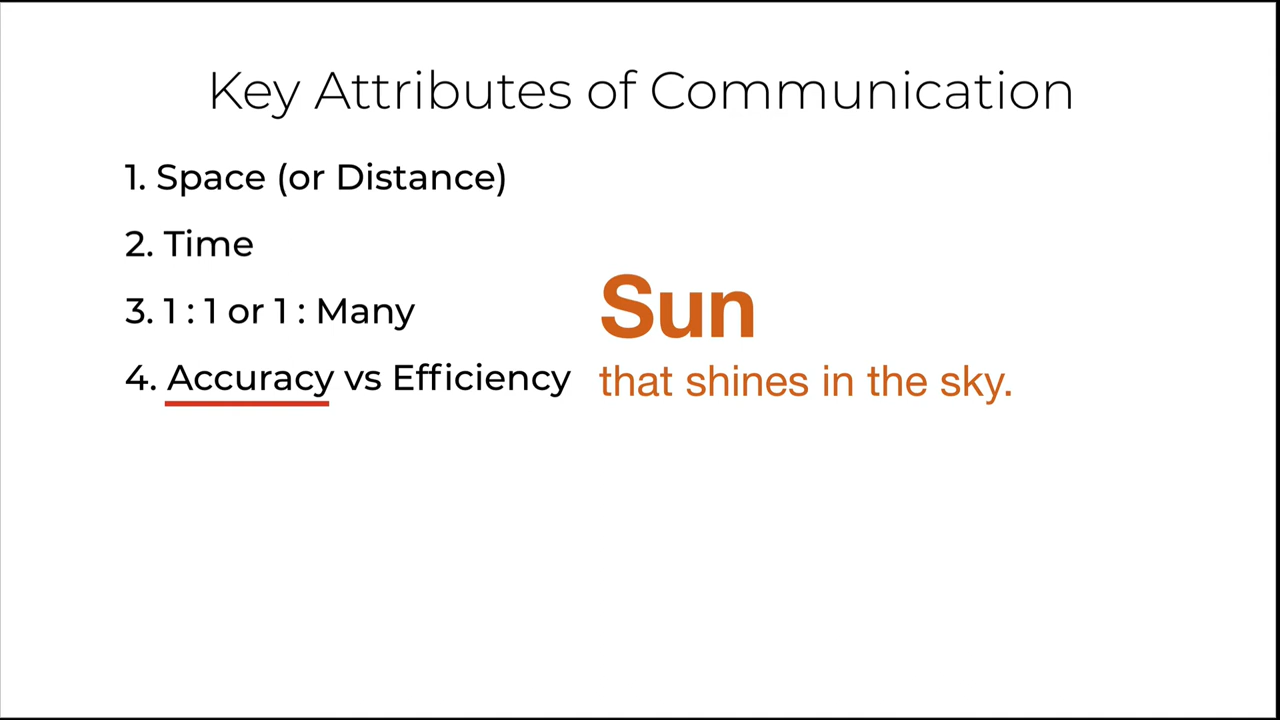 Key Attributes of Communication
1. Space (or Distance)
2. Time
3. 1 : 1 or 1 : Many
4. Accuracy vs Efficiency
Sun
that shines in the sky.